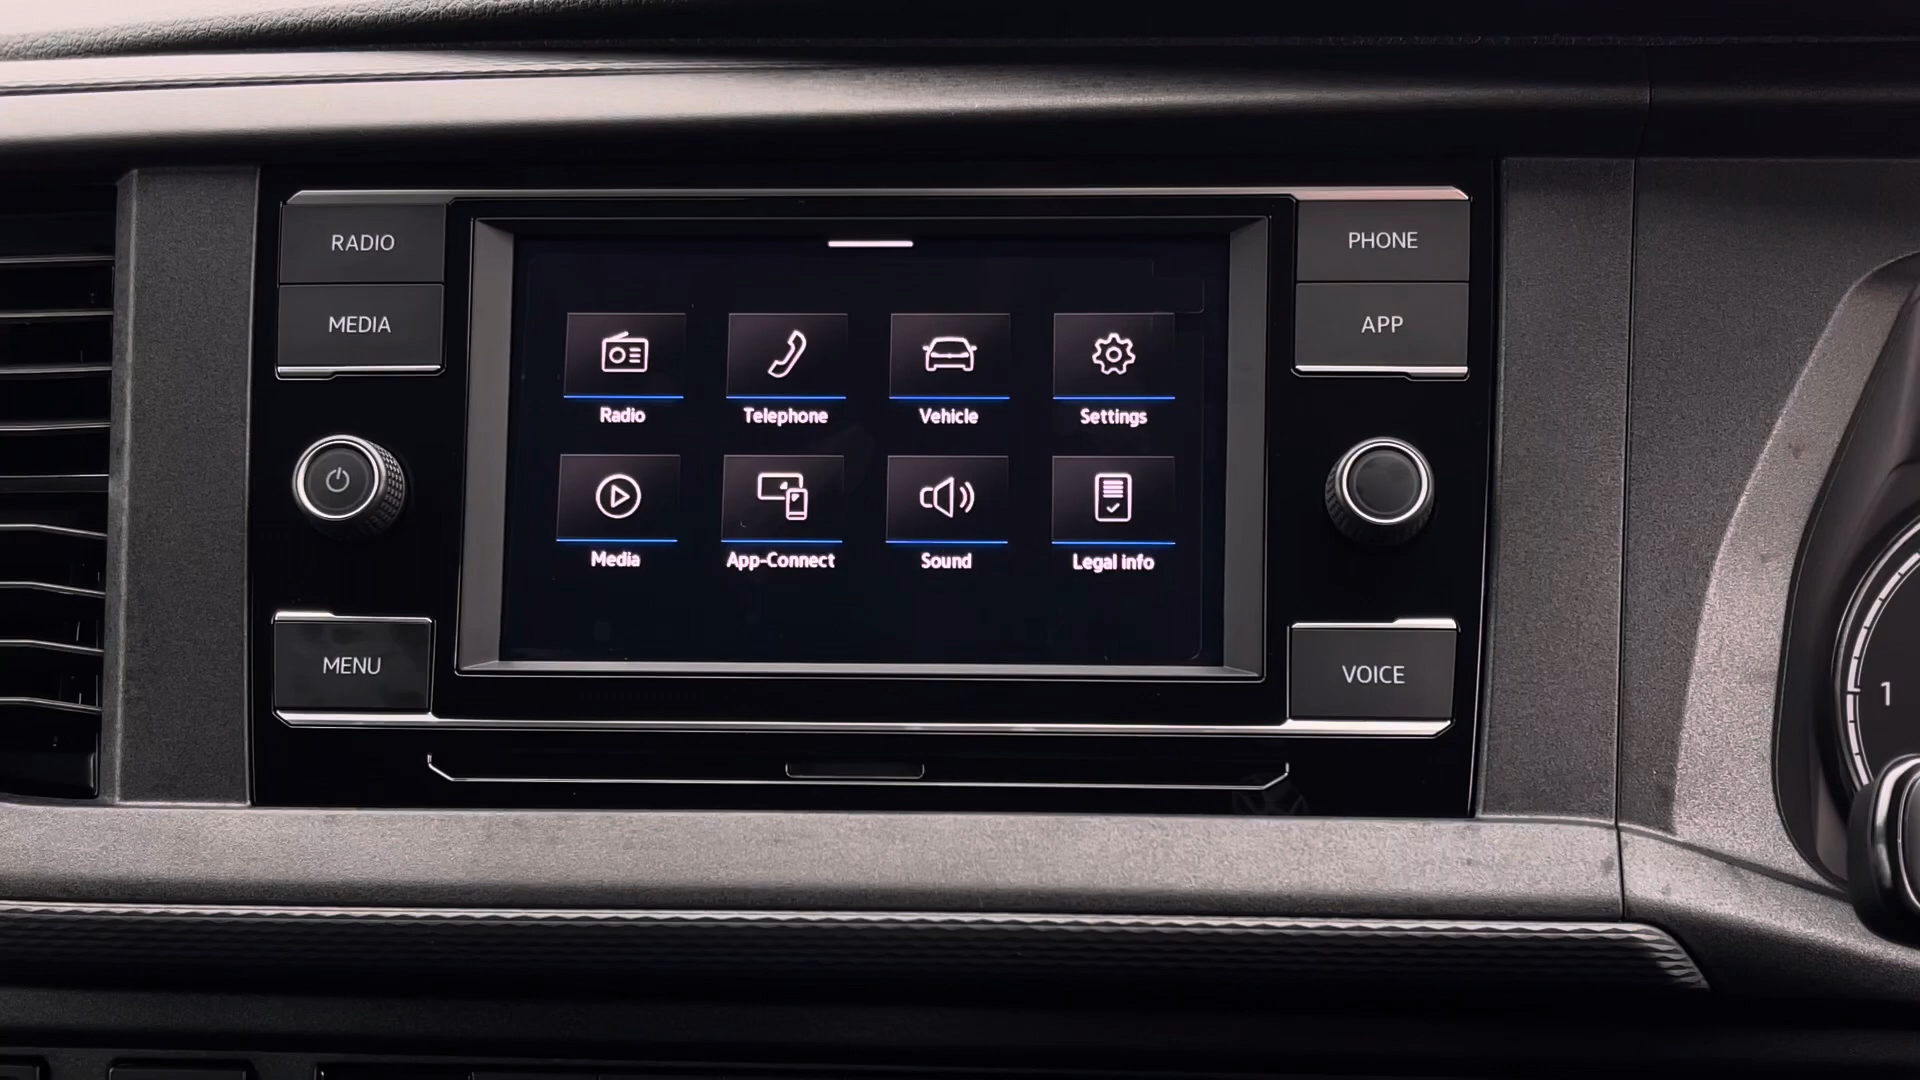 RADIO
PHONE
MEDIA
APP
Radio
Telephone
Vehicle
Settings
Media
App-Connect
Sound
Legal info
MENU
VOICE
1